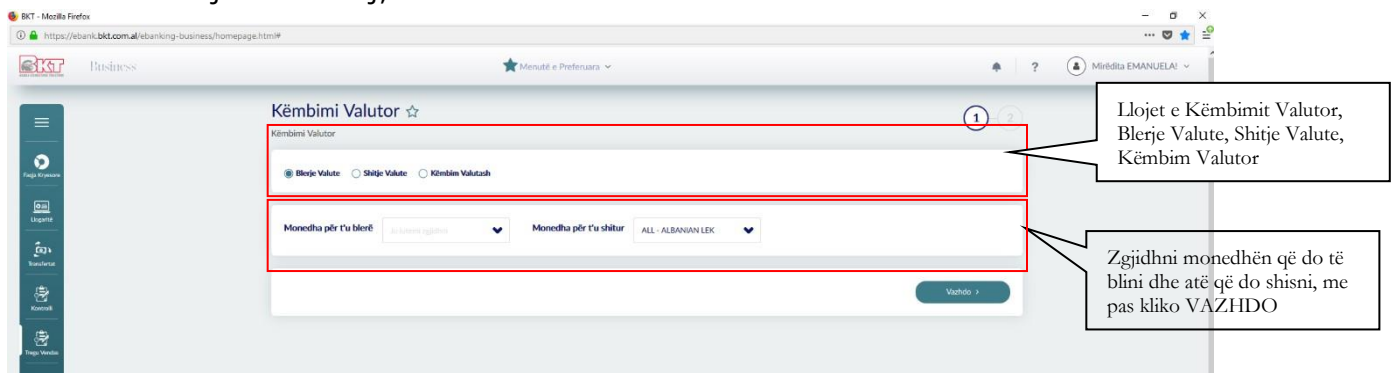 BKT - Mozilla Firefox
https://ebank.bkt.com.al/ebanking-business/homepage.html#
BKT Business
Menutë e Preferuara
?
Mirëdita EMANUELA!
Këmbimi Valutor
1 2
Këmbimi Valutor
Llojet e Këmbimit Valutor,
Blerje Valute, Shitje Valute,
Këmbim Valutor
Faqja Kryesore
Blerje Valute Shitje Valute Këmbim Valutash
Llogaritë
Monedha për t'u blerë
Monedha për t'u shitur ALL - ALBANIAN LEK
Transfertat
Zgjidhni monedhën që do të
blini dhe atë që do shisni, me
pas kliko VAZHDO
Vazhdo
Kontrolli
Tregu Vendas